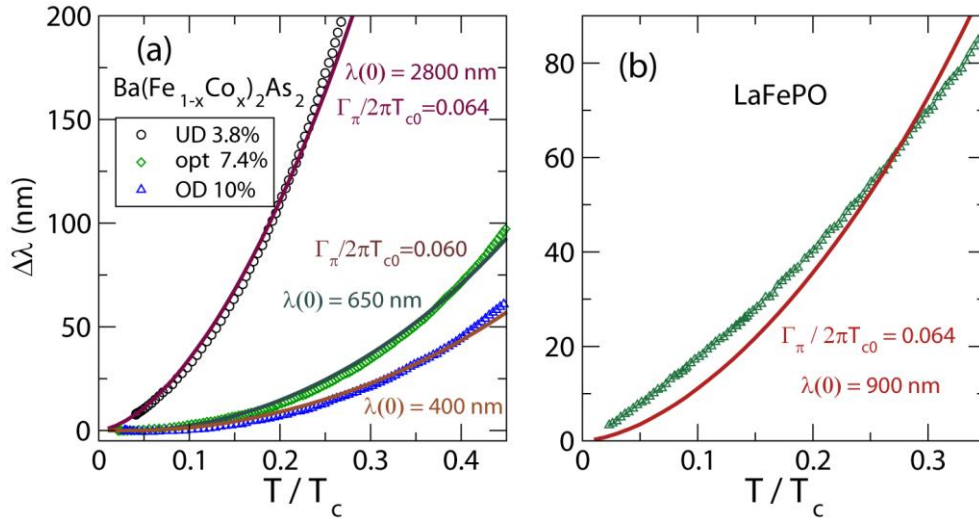 (a)
Ba(Fe1-xCox)2As2
UD 3.8%
opt 7.4%
OD 10%
λ(0) = 2800 nm
Γπ/2πTc0=0.064
Γπ/2πTc0=0.060
λ(0) = 650 nm
λ(0) = 400 nm
Δλ (nm)
200
150
100
50
0
0
0.1
0.2
0.3
0.4
T / Tc
(b)
LaFePO
Γπ / 2πTc0 = 0.064
λ(0) = 900 nm
80
60
40
20
0
0
0.1
0.2
0.3
T / Tc